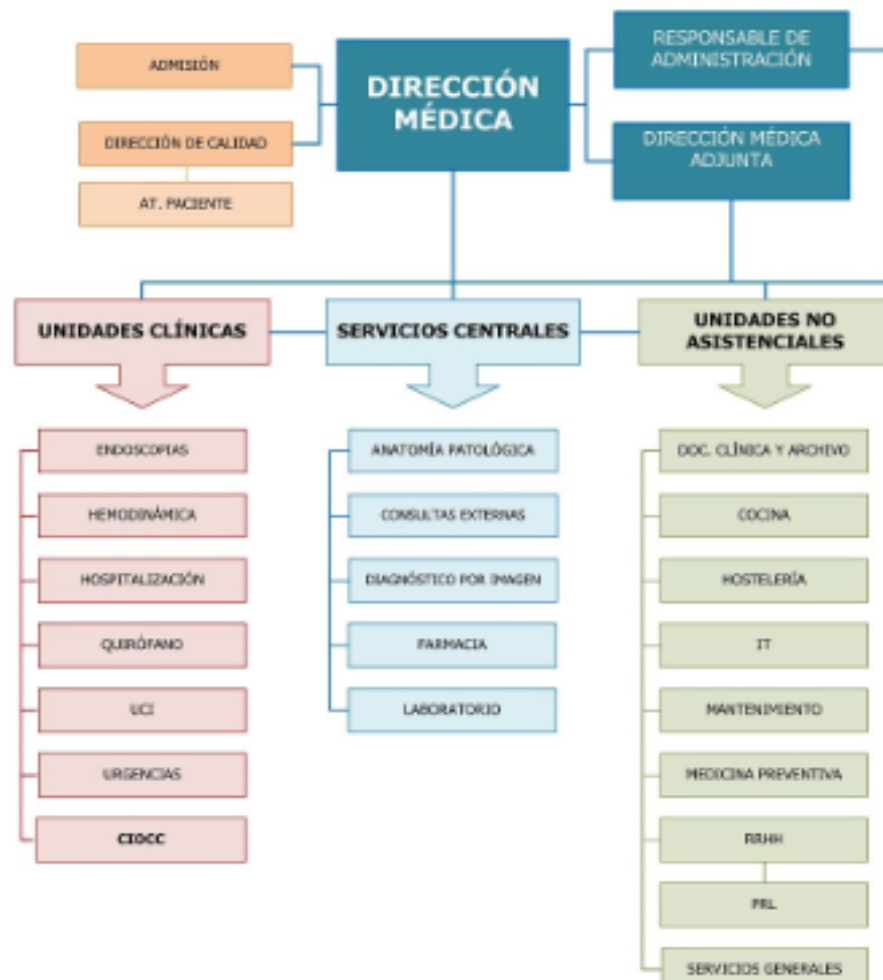 ADMISIÓN
DIRECCIÓN DE CALIDAD
AT. PACIENTE
DIRECCIÓN
MÉDICA
RESPONSABLE DE
ADMINISTRACIÓN
DIRECCIÓN MÉDICA
ADJUNTA
UNIDADES CLÍNICAS
ENDOSCOPIAS
HEMODINÁMICA
HOSPITALIZACIÓN
QUIRÓFANO
UCI
URGENCIAS
CIOCC
SERVICIOS CENTRALES
ANATOMÍA PATOLÓGICA
CONSULTAS EXTERNAS
DIAGNÓSTICO POR IMAGEN
FARMACIA
LABORATORIO
UNIDADES NO
ASISTENCIALES
DOC. CLÍNICA Y ARCHIVO
COCINA
HOSTELERÍA
IT
MANTENIMIENTO
MEDICINA PREVENTIVA
RRHH
PRL
SERVICIOS GENERALES